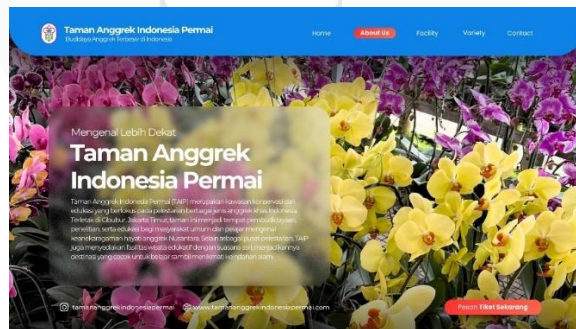 Taman Anggrek Indonesia Permai
Budidaya Anggrek Terbesar di Indonesia
Home
About Us
Facility
Variety
Contact
Mengenal Lebih Dekat
Taman Anggrek
Indonesia Permai
Taman Anggrek Indonesia Permai (TAIP) merupakan kawasan konservasi dan
edukasi yang berfokus pada pelestarian berbagai jenis anggrek khas Indonesia.
Terletak di Cibubur, Jakarta Timur, taman ini menjadi tempat pembudidayaan,
penelitian, serta edukasi bagi masyarakat umum dan pelajar mengenai
keanekaragaman hayati anggrek Nusantara. Selain sebagai pusat pelestarian, TAIP
juga menyediakan fasilitas wisata edukatif dengan suasana asri, menjadikannya
destinasi yang cocok untuk belajar sambil menikmati keindahan alam.
tamananggrekindonesiapermai
www.tamananggrekindonesiapermai.com
Pesan Tiket Sekarang